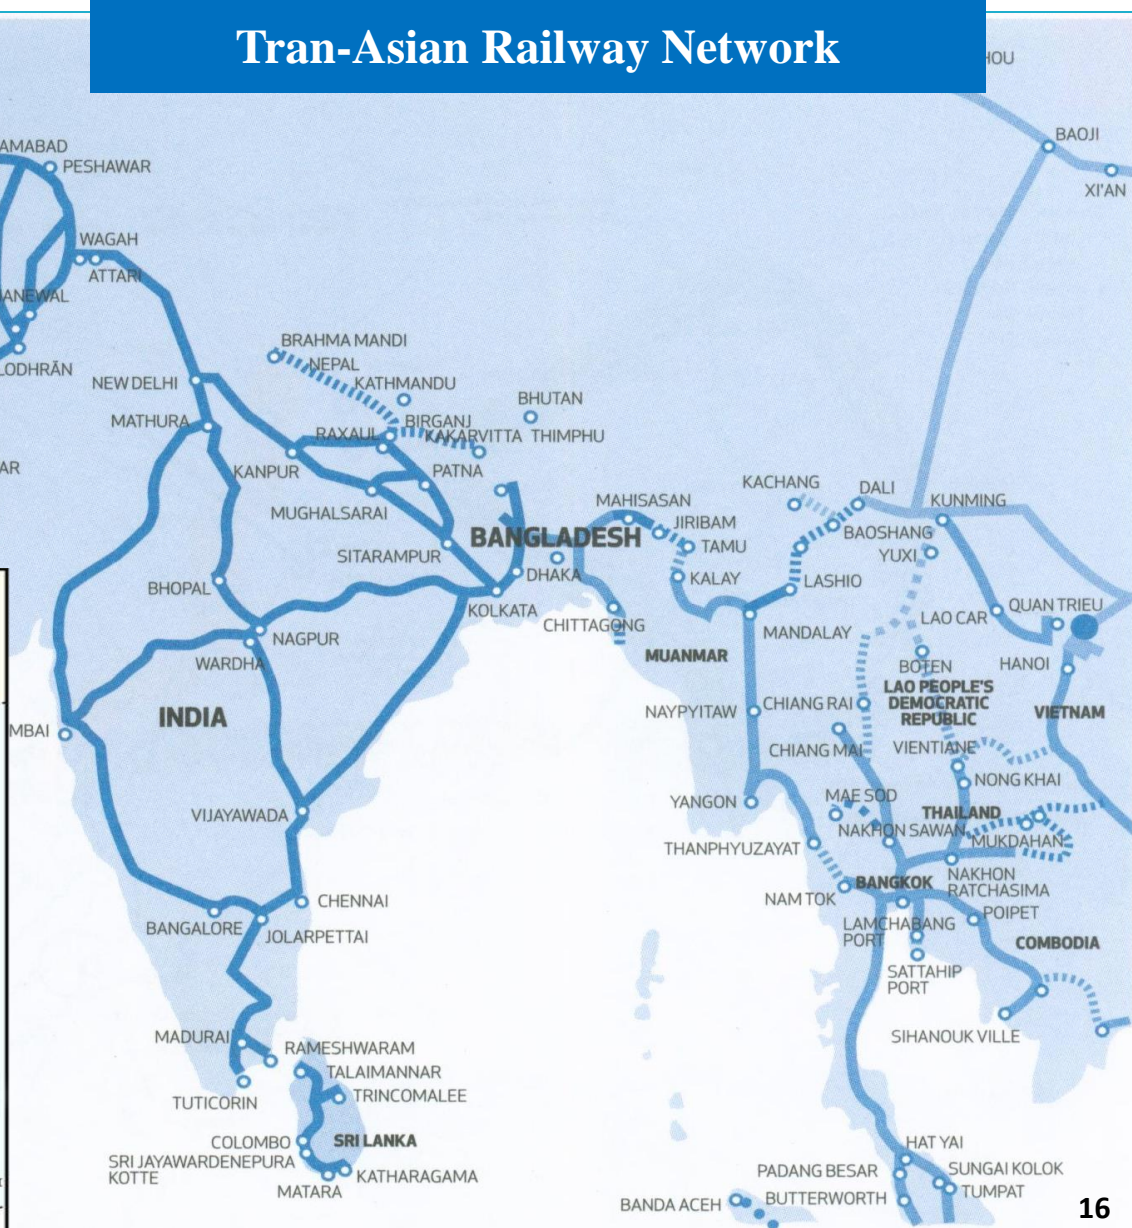 Tran-Asian Railway Network
HOU
BAOJI
XI'AN
AMABAD
PESHAWAR
WAGAH
ATTARI
ANEWAL
LODHRĀN
BRAHMA MANDI
NEPAL
KATHMANDU
NEW DELHI
BHUTAN
MATHURA
BIRGANJ
RAXAUL
KAKARVITTA
THIMPHU
AR
KANPUR
PATNA
KACHANG
DALI
MUGHALSARAI
MAHISASAN
KUNMING
JIRIBAM
BANGLADESH
TAMU
BAOSHANG
YUXI
SITARAMPUR
DHAKA
KALAY
LASHIO
BHOPAL
KOLKATA
CHITTAGONG
LAO CAR
QUAN TRIEU
MANDALAY
NAGPUR
WARDHA
MUANMAR
BOTEN
HANOI
LAO PEOPLE'S
DEMOCRATIC
REPUBLIC
INDIA
NAYPYITAW
CHIANG RAI
VIETNAM
MBAI
CHIANG MAI
VIENTIANE
NONG KHAI
YANGON
MAE SOD
THAILAND
VIJAYAWADA
NAKHON SAWAN
MUKDAHAN
THANPHYUZAYAT
BANGKOK
NAKHON
RATCHASIMA
NAM TOK
CHENNAI
POIPET
BANGALORE
JOLARPETTAI
LAMCHABANG
PORT
COMBODIA
SATTAHIP
PORT
MADURAI
SIHANOUK VILLE
RAMESHWARAM
TALAIMANNAR
TRINCOMALEE
TUTICORIN
COLOMBO
SRI LANKA
HAT YAI
SRI JAYAWARDENEPURA
KOTTE
KATHARAGAMA
MATARA
PADANG BESAR
SUNGAI KOLOK
TUMPAT
BANDA ACEH
BUTTERWORTH
16